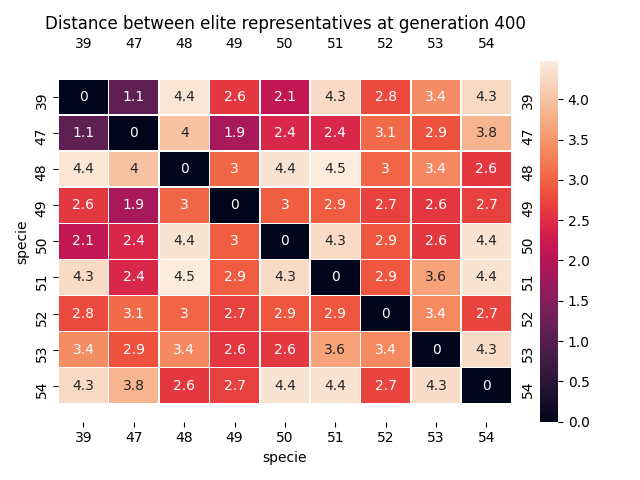 Distance between elite representatives at generation 400
39 47 48 49 50 51 52 53 54
39 0 1.1 4.4 2.6 2.1 4.3 2.8 3.4 4.3 39
47 1.1 0 4 1.9 2.4 2.4 3.1 2.9 3.8 47
48 4.4 4 0 3 4.4 4.5 3 3.4 2.6 48
49 2.6 1.9 3 0 3 2.9 2.7 2.6 2.7 49
50 2.1 2.4 4.4 3 0 4.3 2.9 2.6 4.4 50
51 4.3 2.4 4.5 2.9 4.3 0 2.9 3.6 4.4 51
52 2.8 3.1 3 2.7 2.9 2.9 0 3.4 2.7 52
53 3.4 2.9 3.4 2.6 2.6 3.6 3.4 0 4.3 53
54 4.3 3.8 2.6 2.7 4.4 4.4 2.7 4.3 0 54
39 47 48 49 50 51 52 53 54
specie
specie
4.0
3.5
3.0
2.5
2.0
1.5
1.0
0.5
0.0